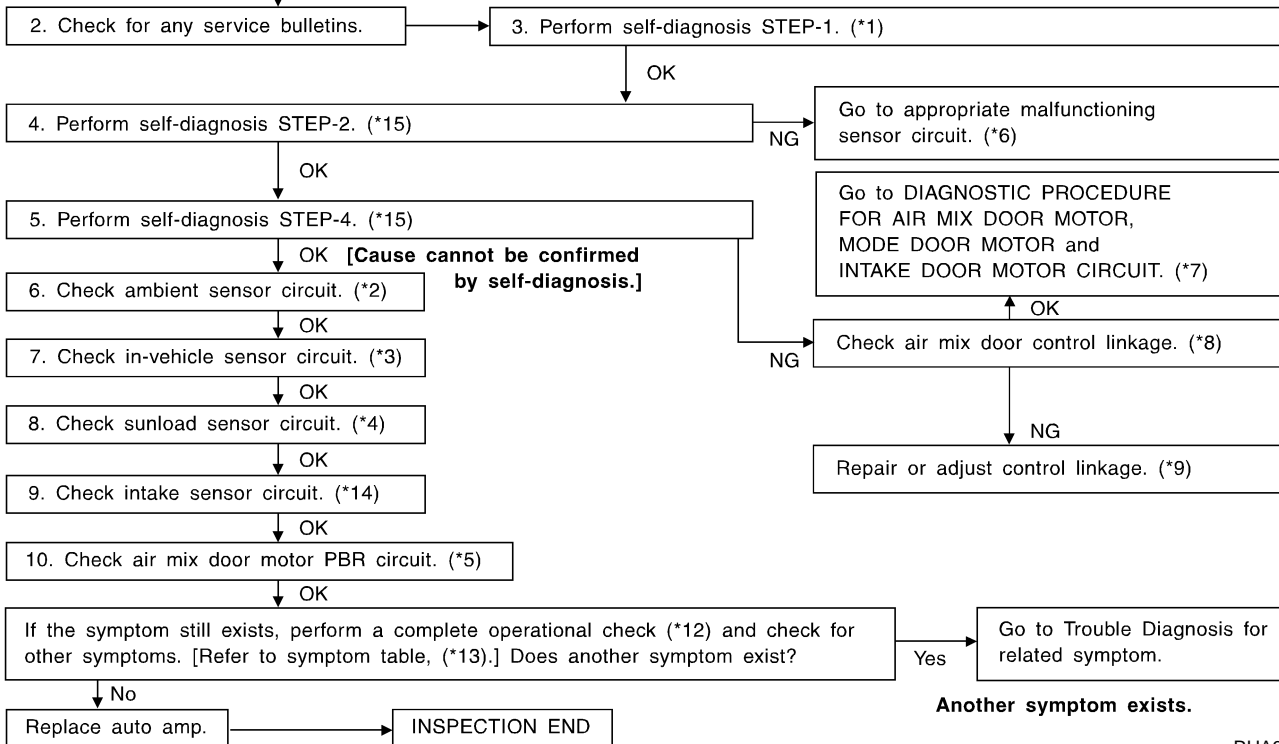 2. Check for any service bulletins.
3. Perform self-diagnosis STEP-1. (*1)
OK
4. Perform self-diagnosis STEP-2. (*15)
NG
Go to appropriate malfunctioning
sensor circuit. (*6)
OK
5. Perform self-diagnosis STEP-4. (*15)
Go to DIAGNOSTIC PROCEDURE
FOR AIR MIX DOOR MOTOR,
MODE DOOR MOTOR and
INTAKE DOOR MOTOR CIRCUIT. (*7)
OK
[Cause cannot be confirmed
by self-diagnosis.]
6. Check ambient sensor circuit. (*2)
OK
OK
7. Check in-vehicle sensor circuit. (*3)
NG
Check air mix door control linkage. (*8)
OK
8. Check sunload sensor circuit. (*4)
NG
OK
Repair or adjust control linkage. (*9)
9. Check intake sensor circuit. (*14)
OK
10. Check air mix door motor PBR circuit. (*5)
OK
If the symptom still exists, perform a complete operational check (*12) and check for
other symptoms. [Refer to symptom table, (*13).] Does another symptom exist?
Yes
Go to Trouble Diagnosis for
related symptom.
No
Another symptom exists.
Replace auto amp.
INSPECTION END